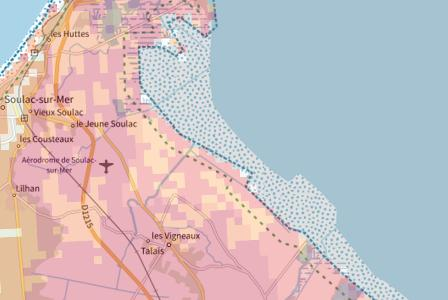 les Huttes
Soulac-sur-Mer
Vieux Soulac
le Jeune Soulac
les Cousteaux
Aérodrome de Soulac-
sur-Mer
Lilhan
D1215
les Vigneaux
Talais